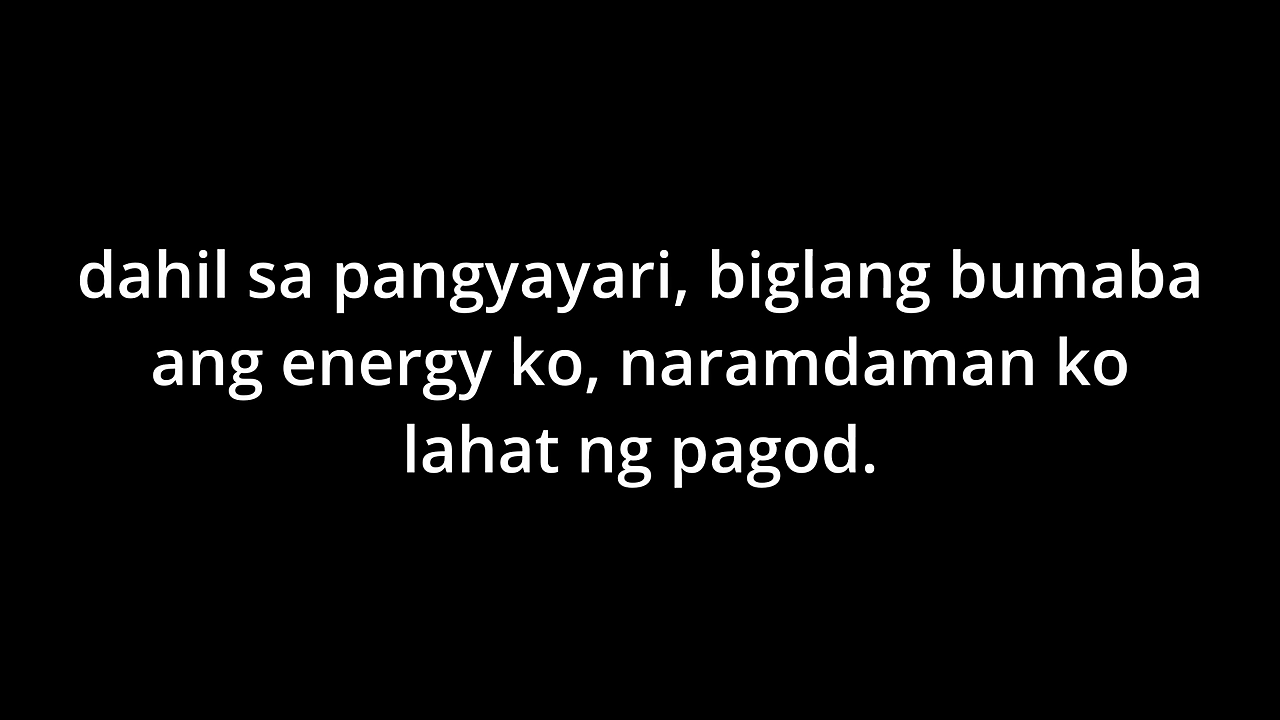 dahil sa pangyayari, biglang bumaba
ang energy ko, naramdaman ko
lahat ng pagod.